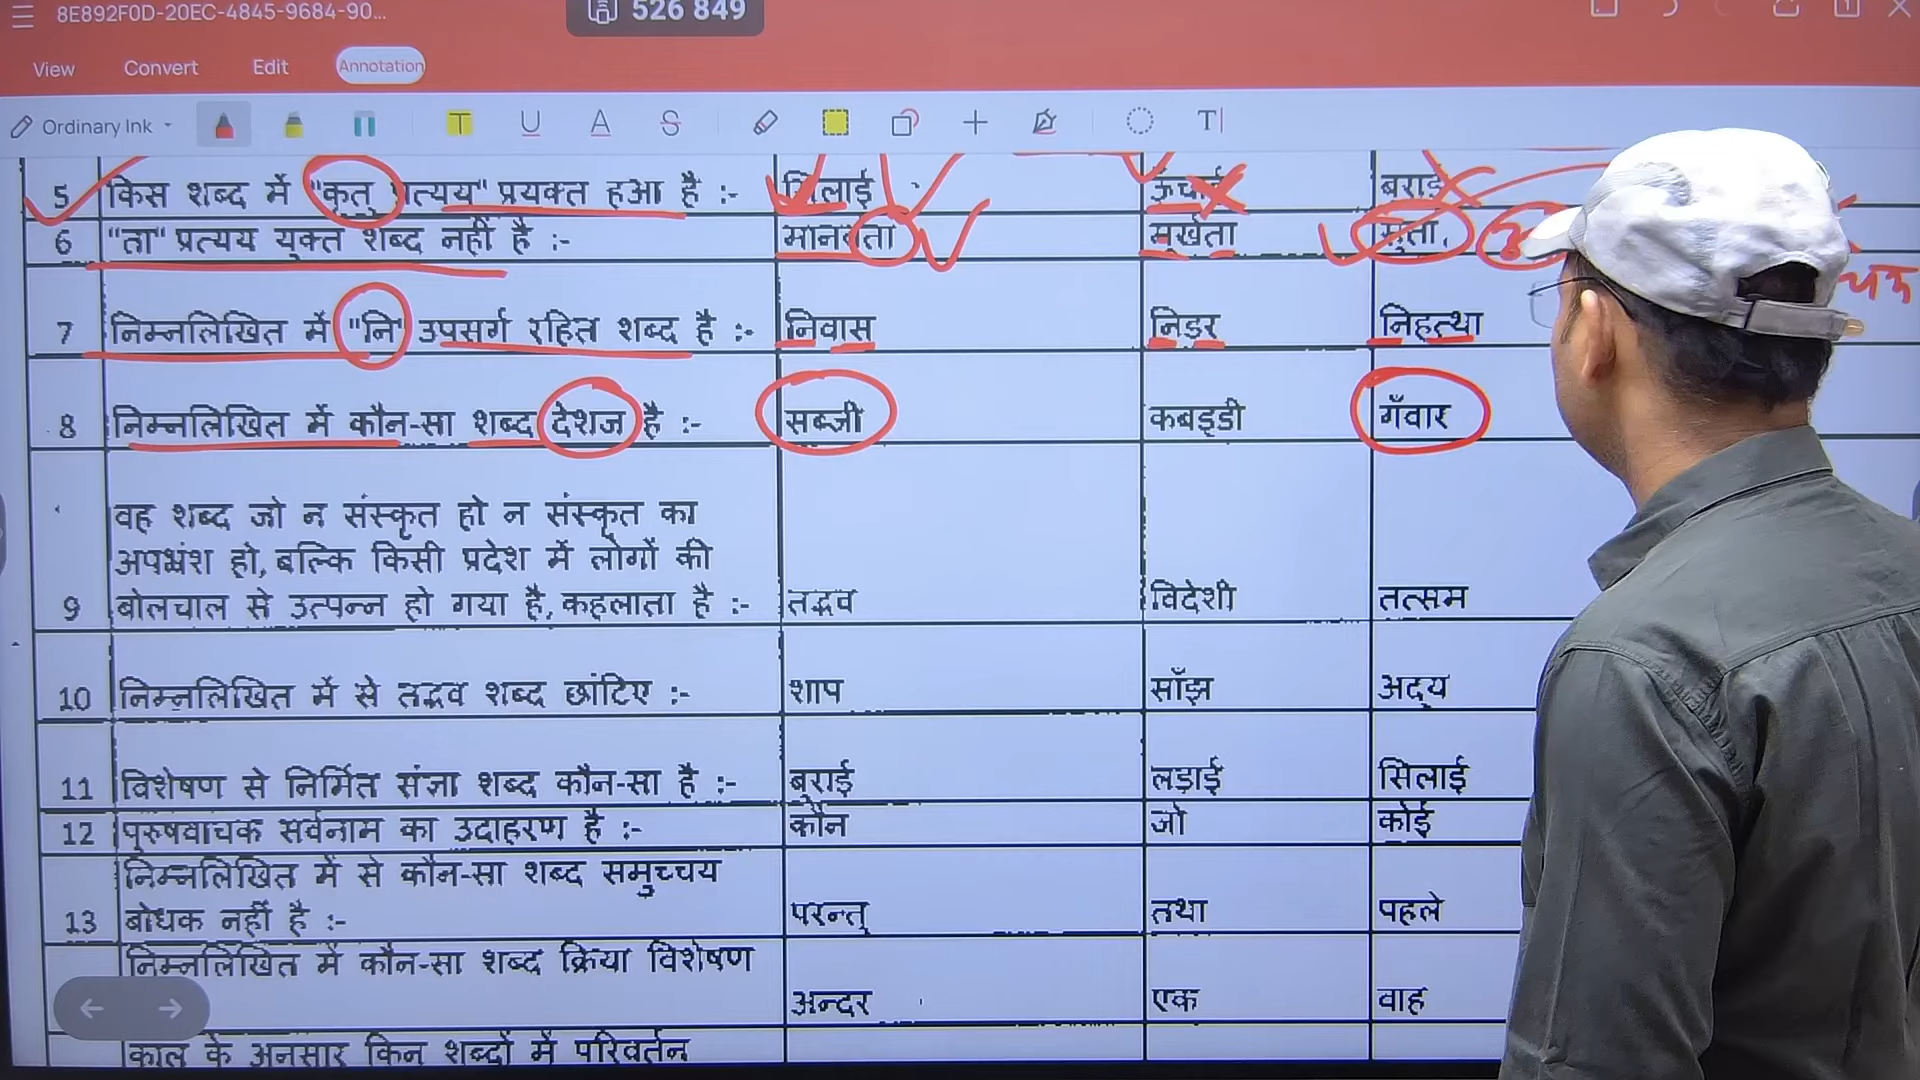 8E892F0D-20EC-4845-9684-90...
526 849
View Convert Edit Annotation
Ordinary Ink
5 किस शब्द में "कृत् प्रत्यय" प्रयक्त हआ है :- सिलाई ऊंचाई बराई
6 "ता" प्रत्यय युक्त शब्द नहीं है :- मानवता मूर्खता सुता,
7 निम्नलिखित में "नि" उपसर्ग रहित शब्द है :- निवास निडर निहत्था
8 निम्नलिखित में कौन-सा शब्द देशज है :- सब्जी कबड्डी गँवार
वह शब्द जो न संस्कृत हो न संस्कृत का
अपभ्रंश हो, बल्कि किसी प्रदेश में लोगों की
9 बोलचाल से उत्पन्न हो गया है, कहलाता है :- तद्भव विदेशी तत्सम
10 निम्नलिखित में से तद्भव शब्द छांटिए :- शाप साँझ अद्य
11 विशेषण से निर्मित संज्ञा शब्द कौन-सा है :- बुराई लड़ाई सिलाई
12 पुरुषवाचक सर्वनाम का उदाहरण है :- कौन जो कोई
निम्नलिखित में से कौन-सा शब्द समुच्चय
13 बोधक नहीं है :- परन्तु तथा पहले
निम्नलिखित में कौन-सा शब्द क्रिया विशेषण
अन्दर एक वाह
काल के अनुसार किन शब्दों में परिवर्तन